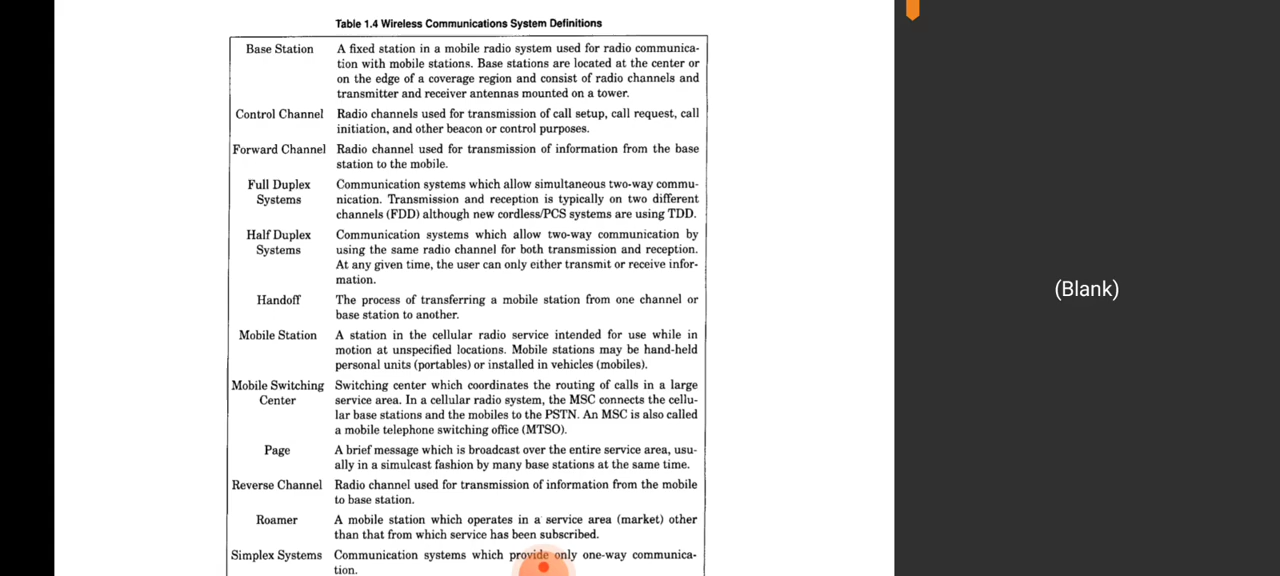 Table 1.4 Wireless Communications System Definitions
Base Station A fixed station in a mobile radio system used for radio communica-
tion with mobile stations. Base stations are located at the center or
on the edge of a coverage region and consist of radio channels and
transmitter and receiver antennas mounted on a tower.
Control Channel Radio channels used for transmission of call setup, call request, call
initiation, and other beacon or control purposes.
Forward Channel Radio channel used for transmission of information from the base
station to the mobile.
Full Duplex Communication systems which allow simultaneous two-way commu-
Systems nication. Transmission and reception is typically on two different
channels (FDD) although new cordless/PCS systems are using TDD.
Half Duplex Communication systems which allow two-way communication by
Systems using the same radio channel for both transmission and reception.
At any given time, the user can only either transmit or receive infor-
mation.
Handoff The process of transferring a mobile station from one channel or
base station to another.
Mobile Station A station in the cellular radio service intended for use while in
motion at unspecified locations. Mobile stations may be hand-held
personal units (portables) or installed in vehicles (mobiles).
Mobile Switching Switching center which coordinates the routing of calls in a large
Center service area. In a cellular radio system, the MSC connects the cellu-
lar base stations and the mobiles to the PSTN. An MSC is also called
a mobile telephone switching office (MTSO).
Page A brief message which is broadcast over the entire service area, usu-
ally in a simulcast fashion by many base stations at the same time.
Reverse Channel Radio channel used for transmission of information from the mobile
to base station.
Roamer A mobile station which operates in a service area (market) other
than that from which service has been subscribed.
Simplex Systems Communication systems which provide only one-way communica-
tion.
(Blank)